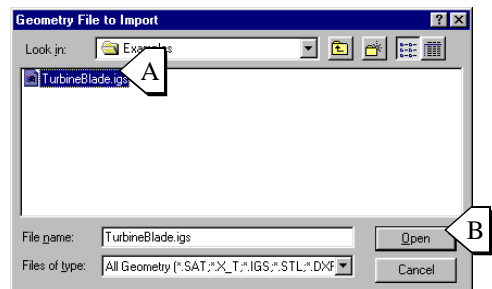 Geometry File to Import
Look in: Examples
TurbineBlade.igs
A
File name: TurbineBlade.igs
Open
B
Files of type: All Geometry (*.SAT;*.X_T;*.IGS;*.STL;*.DXF
Cancel